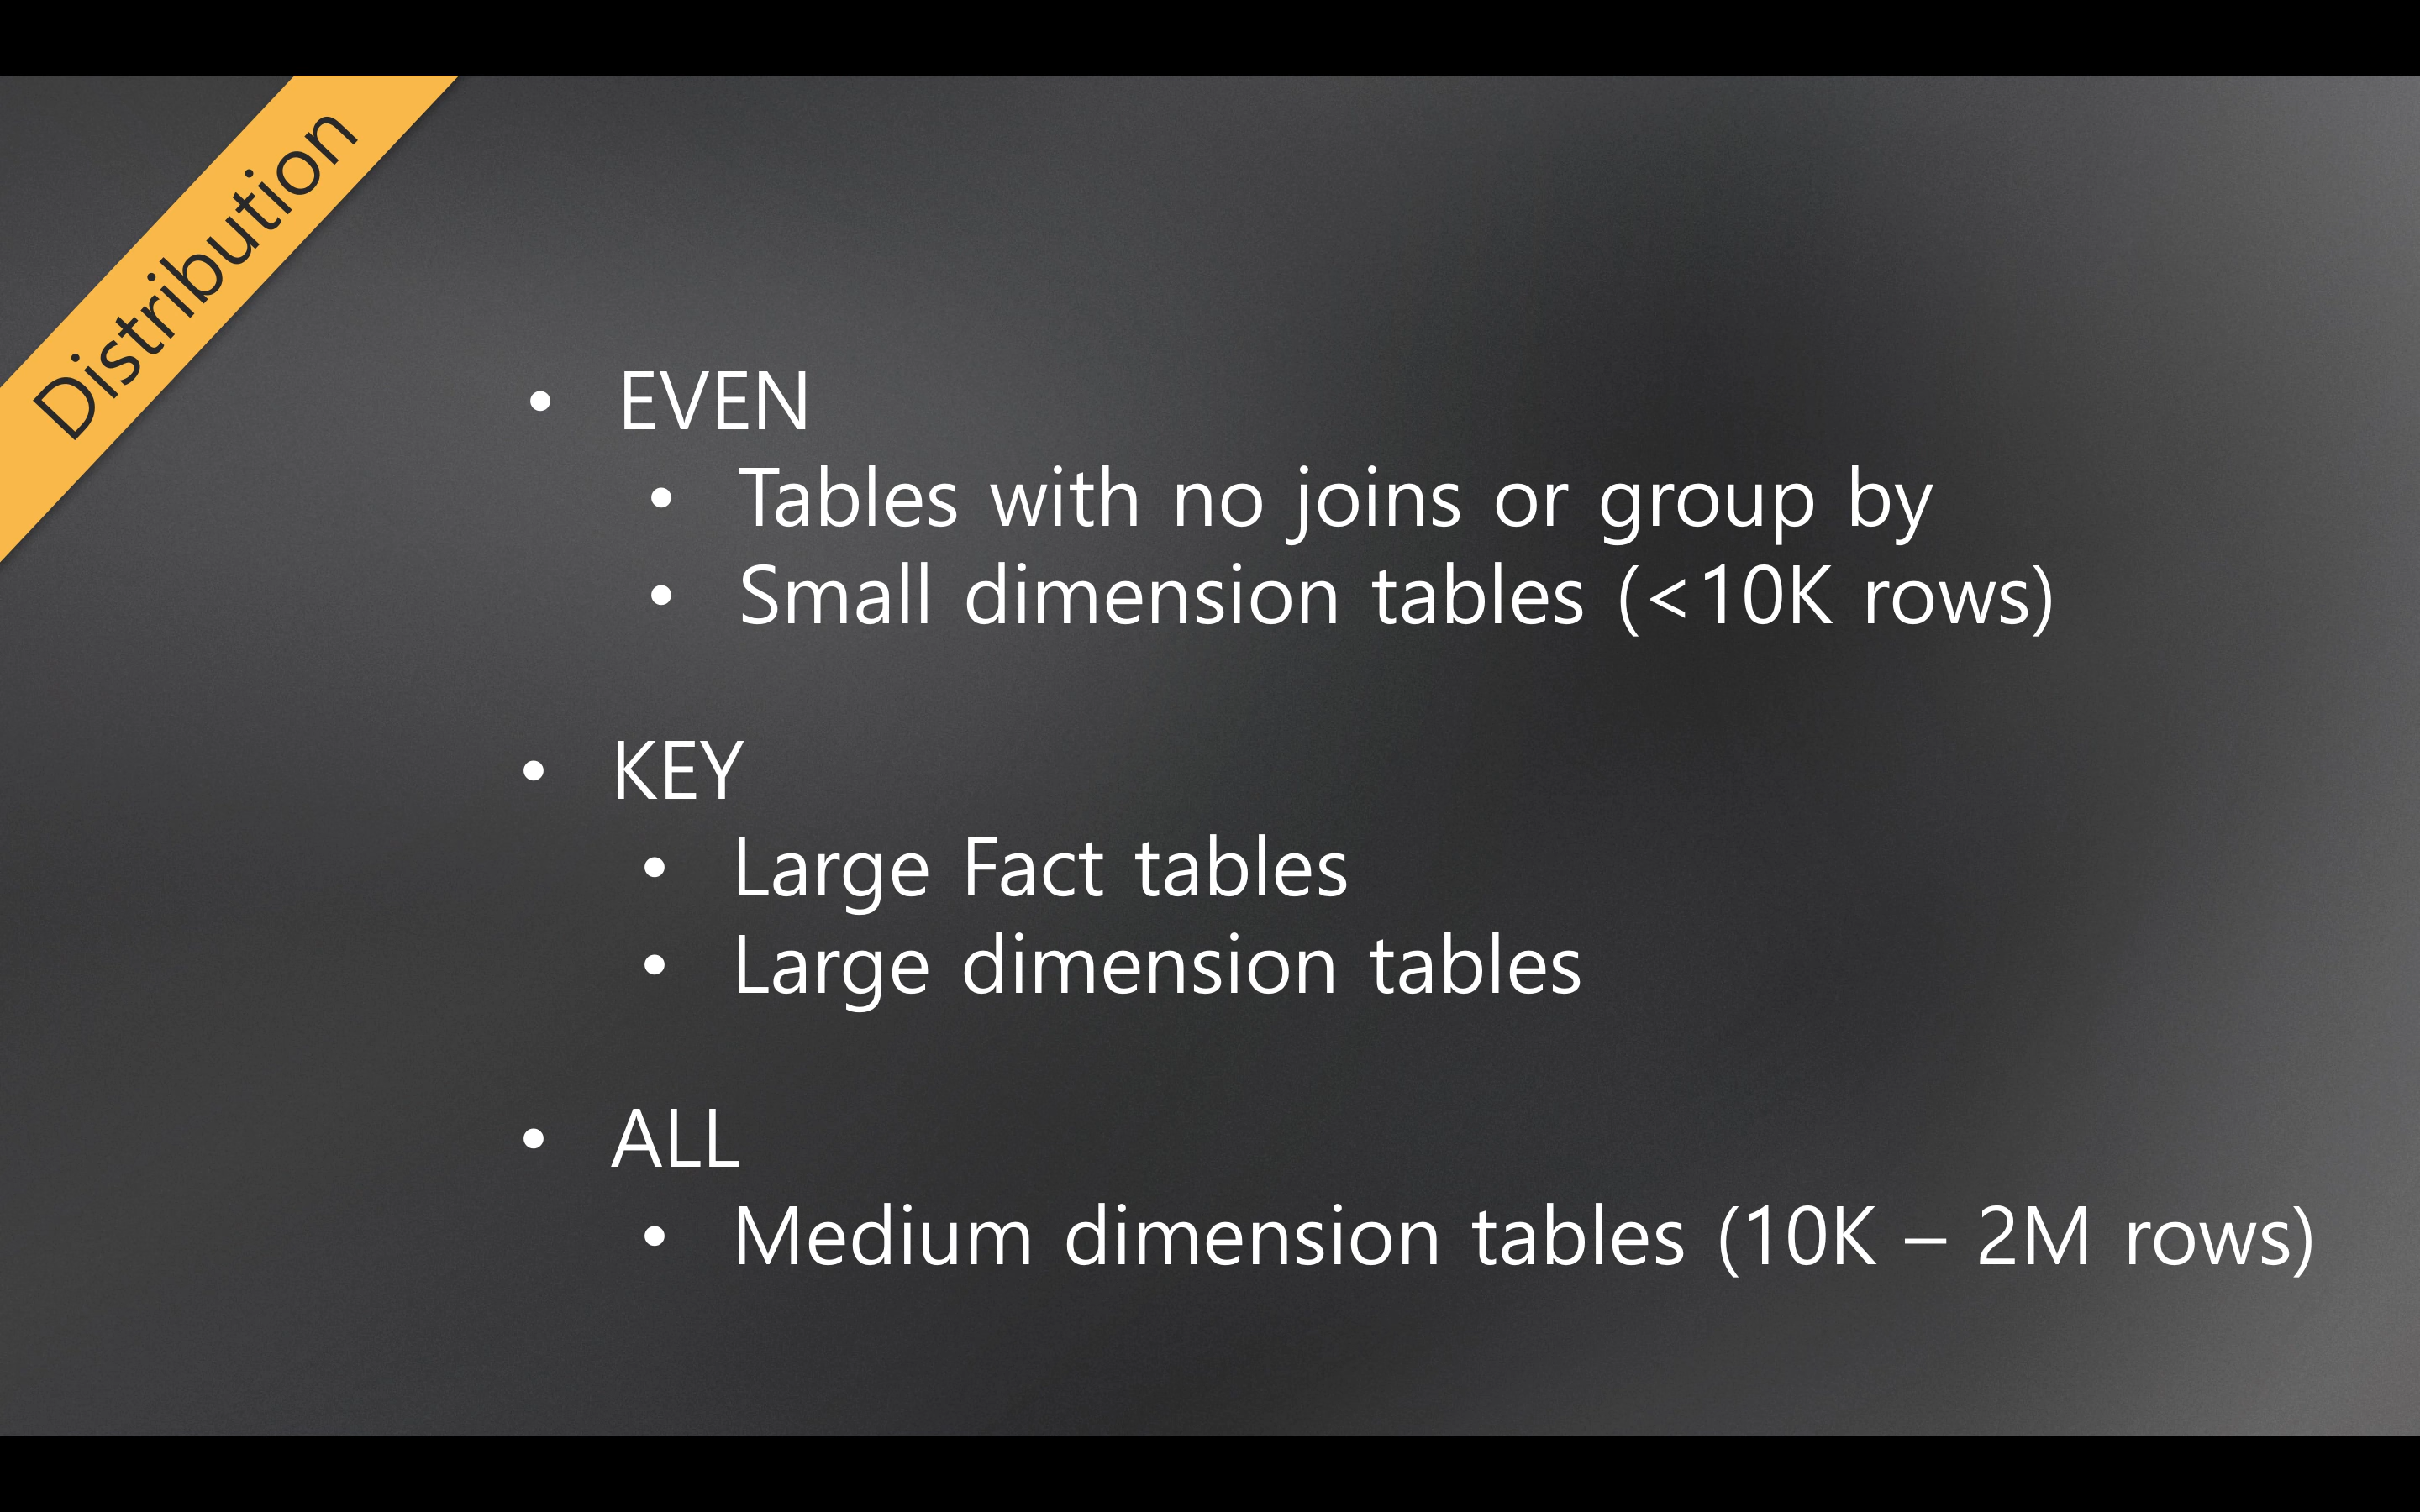 Distribution
• EVEN
• Tables with no joins or group by
• Small dimension tables (<10K rows)
• KEY
• Large Fact tables
• Large dimension tables
• ALL
• Medium dimension tables (10K – 2M rows)